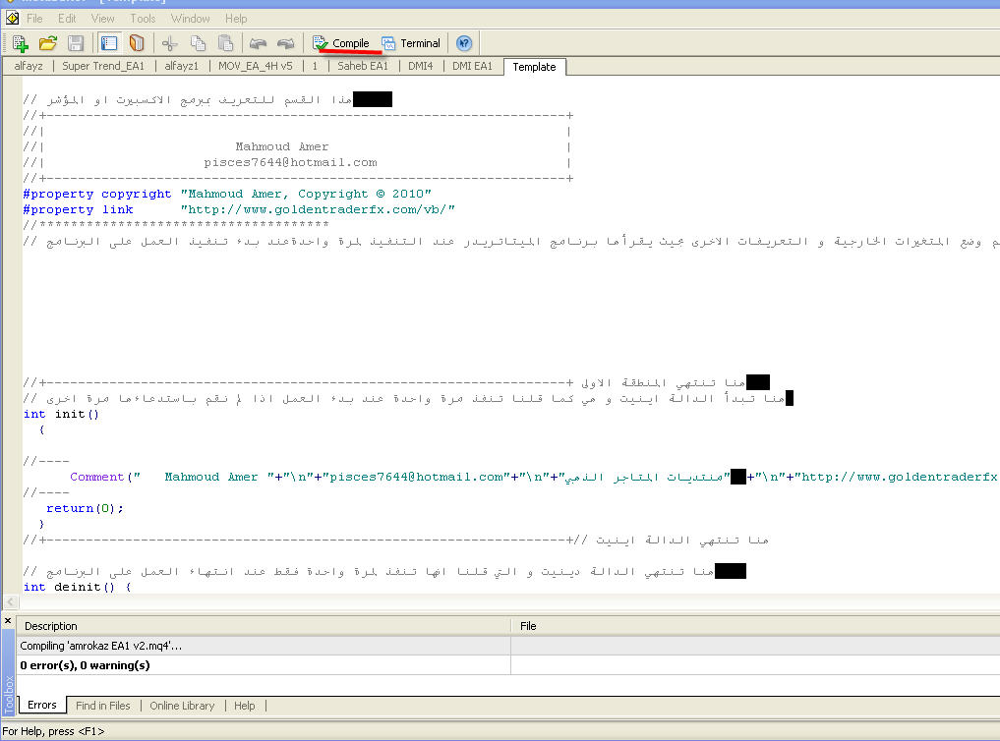 File Edit View Tools Window Help
Compile Terminal
alfayz Super Trend_EA1 alfayz1 MOV_EA_4H v5 1 Saheb EA1 DMI4 DMI EA1 Template
// هذا القسم للتعريف بمبرمج الاكسبيرت او المؤشر
//+------------------------------------------------------------------+
//| |
//| Mahmoud Amer |
//| pisces7644@hotmail.com |
//+------------------------------------------------------------------+
#property copyright "Mahmoud Amer, Copyright © 2010"
#property link "http://www.goldentraderfx.com/vb/"
//*************************************
// وضع المتغيرات الخارجية و التعريفات الاخرى بحيث يقرأها برنامج الميتاتريدر عند التنفيذ لمرة واحدةعند بدء تنفيذ العمل على البرنامج
//+------------------------------------------------------------------+ هنا تنتهي المنطقة الاولى
// هنا تبدأ الدالة اينيت و هي كما قلنا تنفذ مرة واحدة عند بدء العمل اذا لم نقم باستدعاءها مرة اخرى
int init()
{
//----
Comment(" Mahmoud Amer "+"\n"+"pisces7644@hotmail.com"+"\n"+"منتديات المتاجر الذهبي"+"\n"+"http://www.goldentraderfx
//----
return(0);
}
//+------------------------------------------------------------------+// هنا تنتهي الدالة اينيت
// هنا تنتهي الدالة دينيت و التي قلنا انها تنفذ لمرة واحدة فقط عند انتهاء العمل على البرنامج
int deinit() {
Description File
Compiling 'amrokaz EA1 v2.mq4'...
0 error(s), 0 warning(s)
Toolbox
Errors Find in Files Online Library Help
For Help, press <F1>